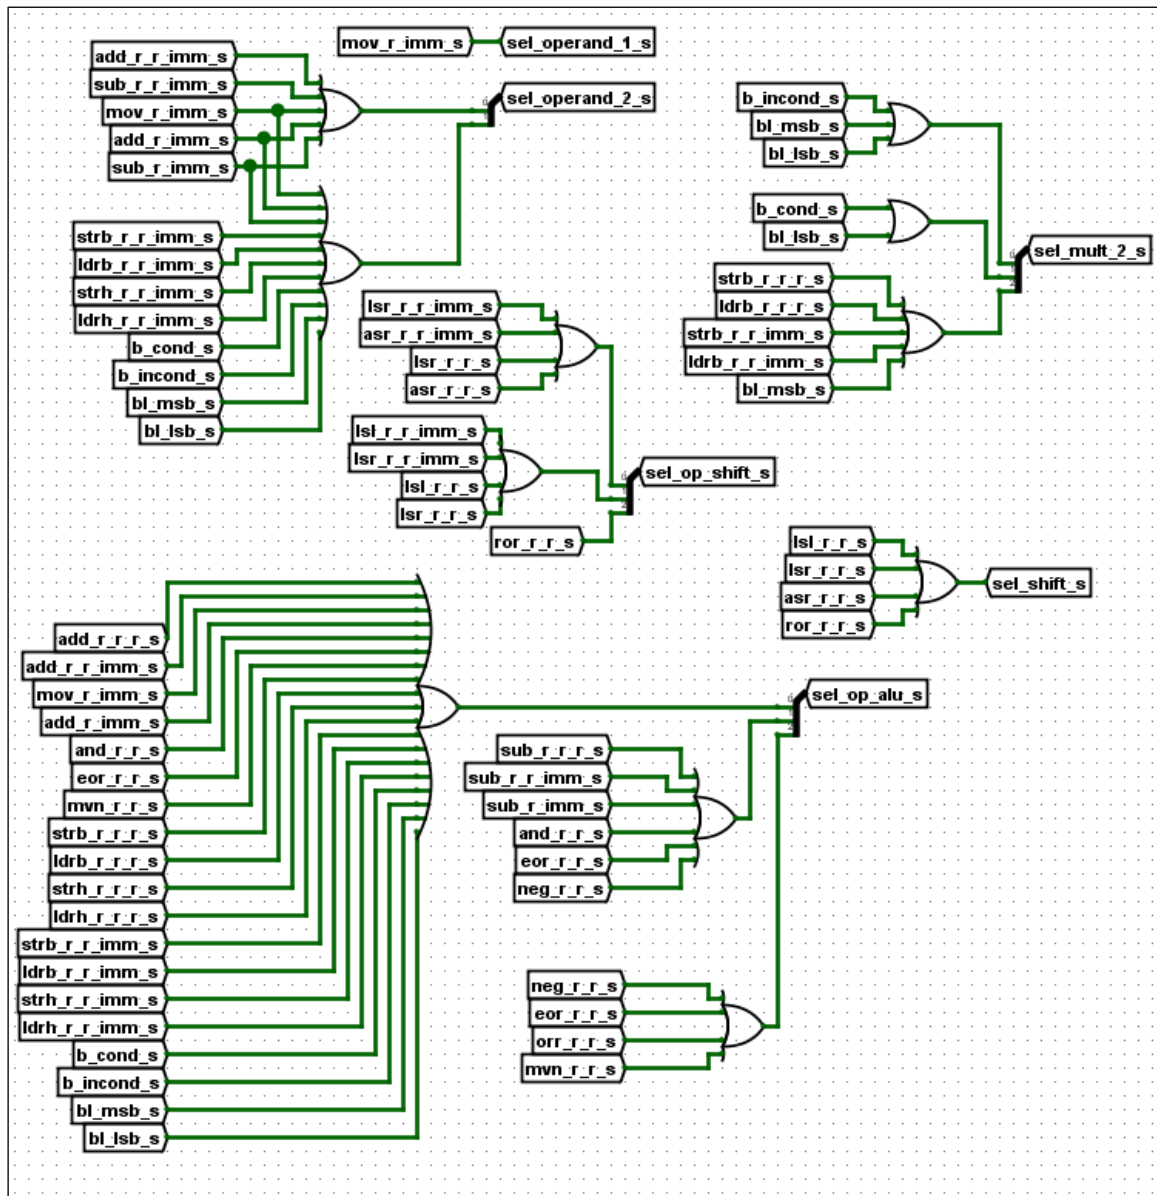 mov_r_imm_s
sel_operand_1_s
add_r_r_imm_s
sub_r_r_imm_s
mov_r_imm_s
add_r_imm_s
sub_r_imm_s
sel_operand_2_s
strb_r_r_imm_s
ldrb_r_r_imm_s
strh_r_r_imm_s
ldrh_r_r_imm_s
b_cond_s
b_incond_s
bl_msb_s
bl_lsb_s
b_incond_s
bl_msb_s
bl_lsb_s
b_cond_s
bl_lsb_s
strb_r_r_r_s
ldrb_r_r_r_s
strb_r_r_imm_s
ldrb_r_r_imm_s
bl_msb_s
sel_mult_2_s
lsr_r_r_imm_s
asr_r_r_imm_s
lsr_r_r_s
asr_r_r_s
lsl_r_r_imm_s
lsr_r_r_imm_s
lsl_r_r_s
lsr_r_r_s
ror_r_r_s
sel_op_shift_s
lsl_r_r_s
lsr_r_r_s
asr_r_r_s
ror_r_r_s
sel_shift_s
add_r_r_r_s
add_r_r_imm_s
mov_r_imm_s
add_r_imm_s
and_r_r_s
eor_r_r_s
mvn_r_r_s
strb_r_r_r_s
ldrb_r_r_r_s
strh_r_r_r_s
ldrh_r_r_r_s
strb_r_r_imm_s
ldrb_r_r_imm_s
strh_r_r_imm_s
ldrh_r_r_imm_s
b_cond_s
b_incond_s
bl_msb_s
bl_lsb_s
sel_op_alu_s
sub_r_r_r_s
sub_r_r_imm_s
sub_r_imm_s
and_r_r_s
eor_r_r_s
neg_r_r_s
neg_r_r_s
eor_r_r_s
orr_r_r_s
mvn_r_r_s